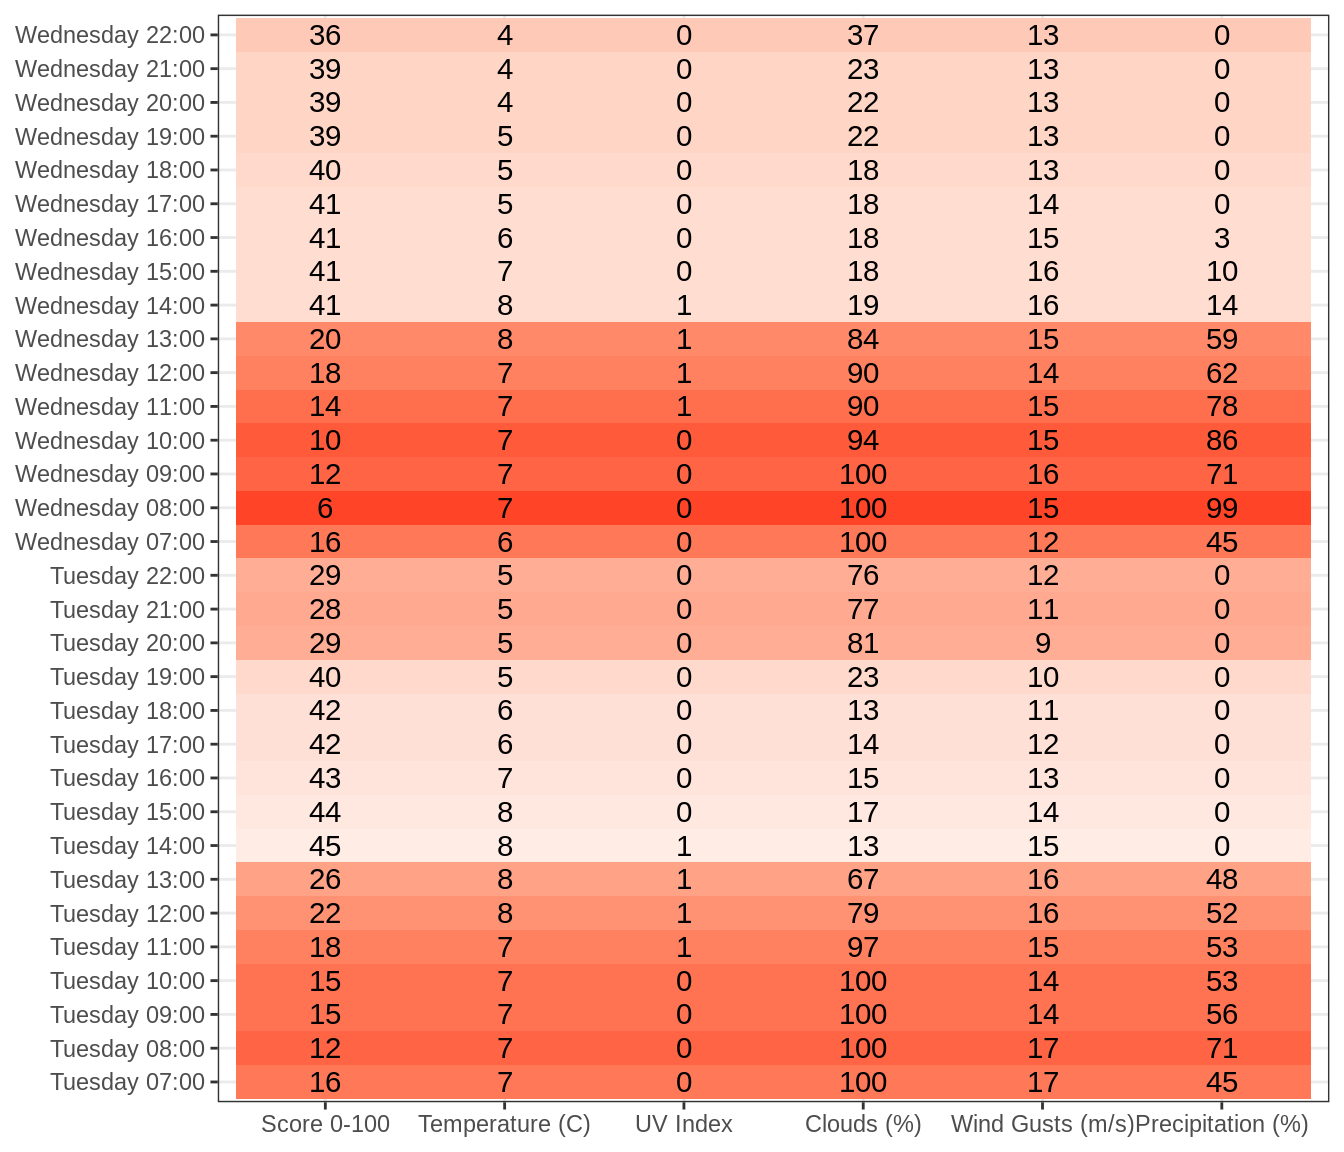 Wednesday 22:00 36 4 0 37 13 0
Wednesday 21:00 39 4 0 23 13 0
Wednesday 20:00 39 4 0 22 13 0
Wednesday 19:00 39 5 0 22 13 0
Wednesday 18:00 40 5 0 18 13 0
Wednesday 17:00 41 5 0 18 14 0
Wednesday 16:00 41 6 0 18 15 3
Wednesday 15:00 41 7 0 18 16 10
Wednesday 14:00 41 8 1 19 16 14
Wednesday 13:00 20 8 1 84 15 59
Wednesday 12:00 18 7 1 90 14 62
Wednesday 11:00 14 7 1 90 15 78
Wednesday 10:00 10 7 0 94 15 86
Wednesday 09:00 12 7 0 100 16 71
Wednesday 08:00 6 7 0 100 15 99
Wednesday 07:00 16 6 0 100 12 45
Tuesday 22:00 29 5 0 76 12 0
Tuesday 21:00 28 5 0 77 11 0
Tuesday 20:00 29 5 0 81 9 0
Tuesday 19:00 40 5 0 23 10 0
Tuesday 18:00 42 6 0 13 11 0
Tuesday 17:00 42 6 0 14 12 0
Tuesday 16:00 43 7 0 15 13 0
Tuesday 15:00 44 8 0 17 14 0
Tuesday 14:00 45 8 1 13 15 0
Tuesday 13:00 26 8 1 67 16 48
Tuesday 12:00 22 8 1 79 16 52
Tuesday 11:00 18 7 1 97 15 53
Tuesday 10:00 15 7 0 100 14 53
Tuesday 09:00 15 7 0 100 14 56
Tuesday 08:00 12 7 0 100 17 71
Tuesday 07:00 16 7 0 100 17 45
Score 0-100 Temperature (C) UV Index Clouds (%) Wind Gusts (m/s) Precipitation (%)